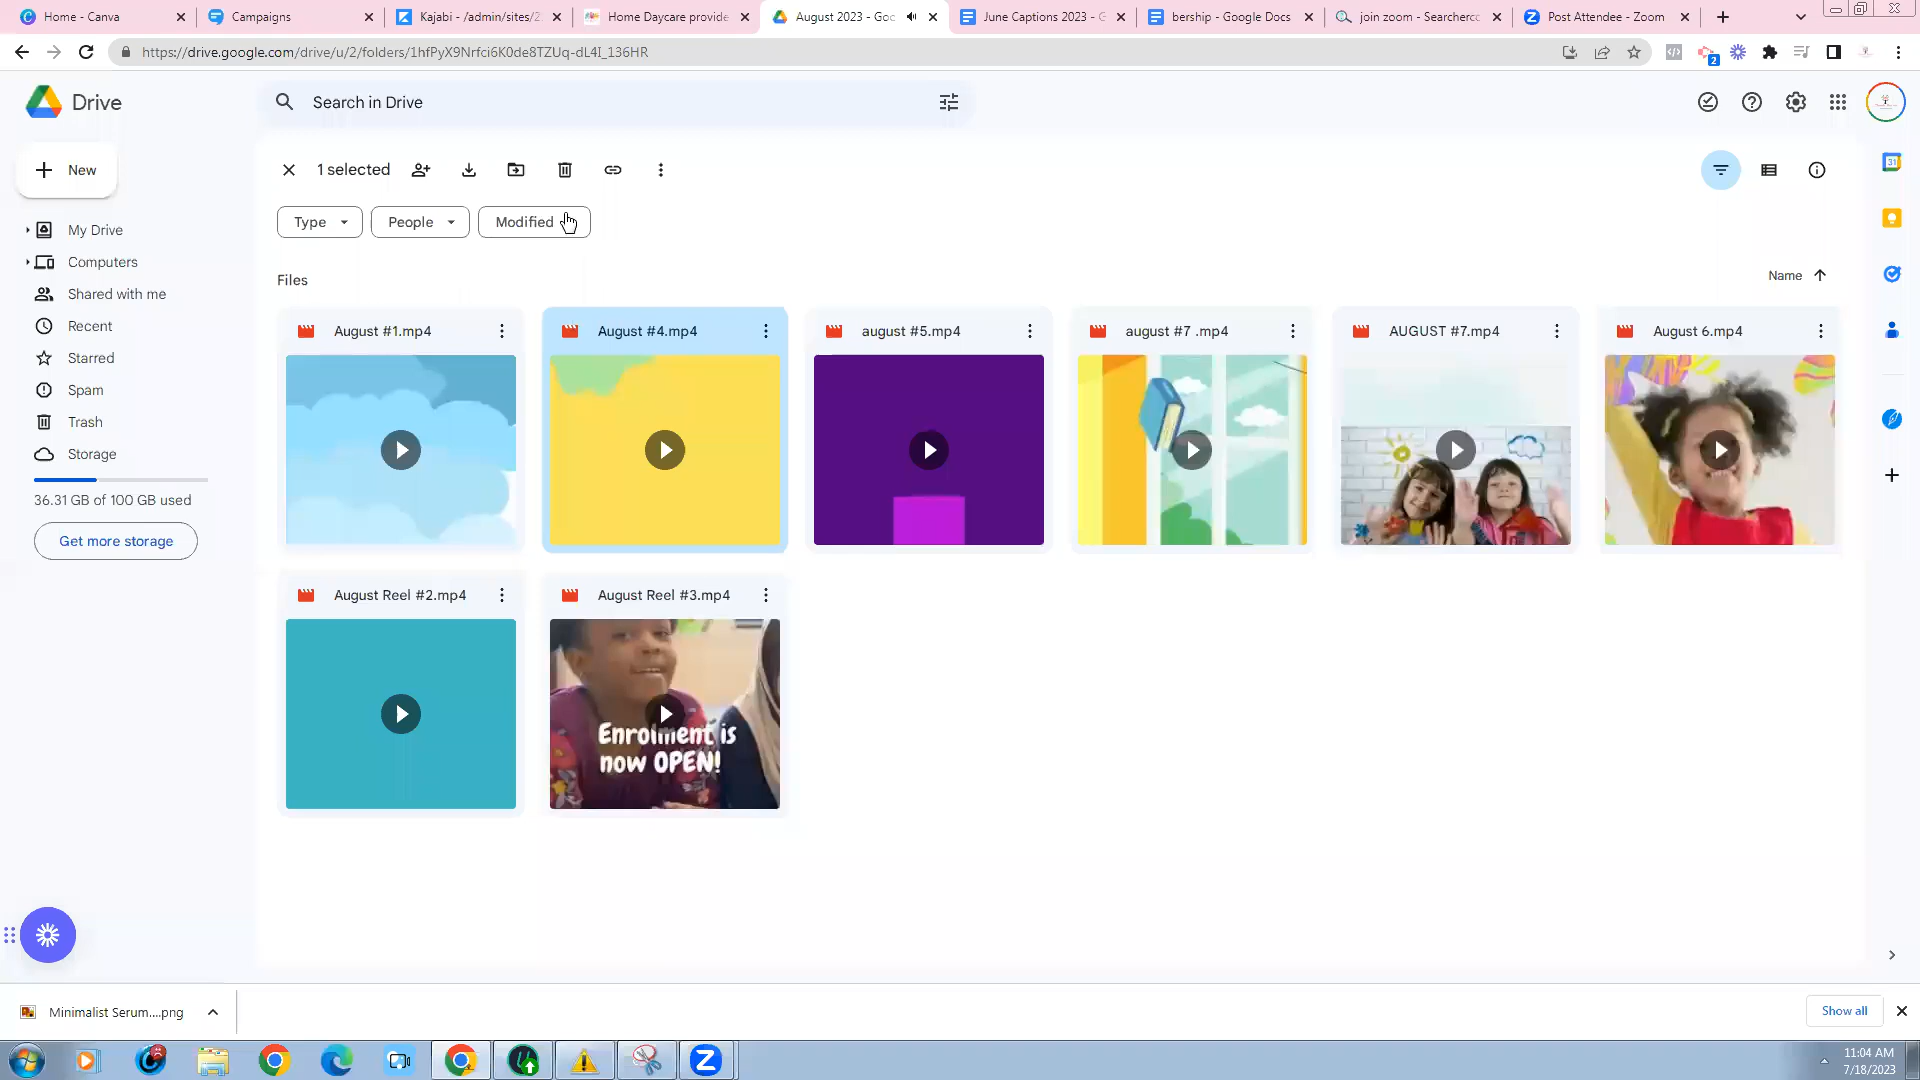 Home - Canva
Campaigns
Kajabi - /admin/sites/2
Home Daycare provide
August 2023 - Goo
June Captions 2023 - G
bership - Google Docs
join zoom - Searcherco
Post Attendee - Zoom
https://drive.google.com/drive/u/2/folders/1hfPyX9Nrfci6K0de8TZUq-dL4I_136HR
2
Drive
Search in Drive
New
1 selected
31
Type
People
Modified
My Drive
Computers
Shared with me
Recent
Starred
Spam
Trash
Storage
36.31 GB of 100 GB used
Get more storage
Files
Name
August #1.mp4
August #4.mp4
august #5.mp4
august #7 .mp4
AUGUST #7.mp4
August 6.mp4
August Reel #2.mp4
August Reel #3.mp4
Enrolment is
now OPEN!
Minimalist Serum....png
Show all
11:04 AM
7/18/2023